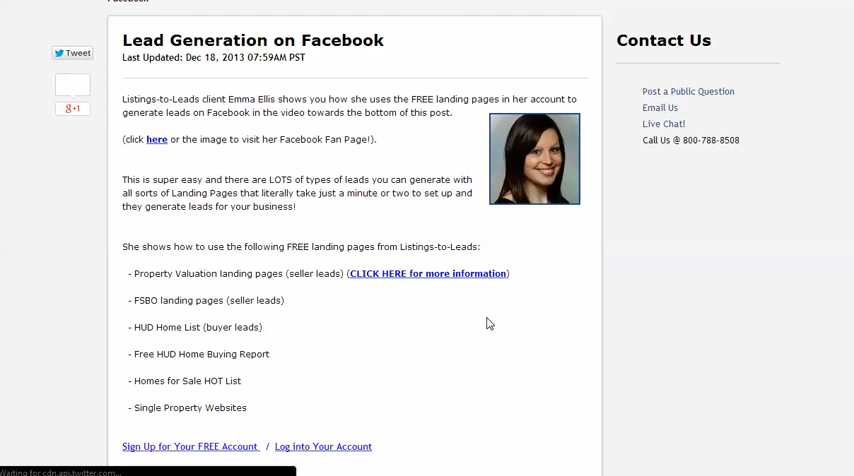 Facebook
Lead Generation on Facebook
Last Updated: Dec 18, 2013 07:59AM PST
Tweet
g+1
Listings-to-Leads client Emma Ellis shows you how she uses the FREE landing pages in her account to
generate leads on Facebook in the video towards the bottom of this post.
(click here or the image to visit her Facebook Fan Page!).
This is super easy and there are LOTS of types of leads you can generate with
all sorts of Landing Pages that literally take just a minute or two to set up and
they generate leads for your business!
She shows how to use the following FREE landing pages from Listings-to-Leads:
- Property Valuation landing pages (seller leads) (CLICK HERE for more information)
- FSBO landing pages (seller leads)
- HUD Home List (buyer leads)
- Free HUD Home Buying Report
- Homes for Sale HOT List
- Single Property Websites
Sign Up for Your FREE Account / Log into Your Account
Contact Us
Post a Public Question
Email Us
Live Chat!
Call Us @ 800-788-8508
Waiting for cdn.api.twitter.com...